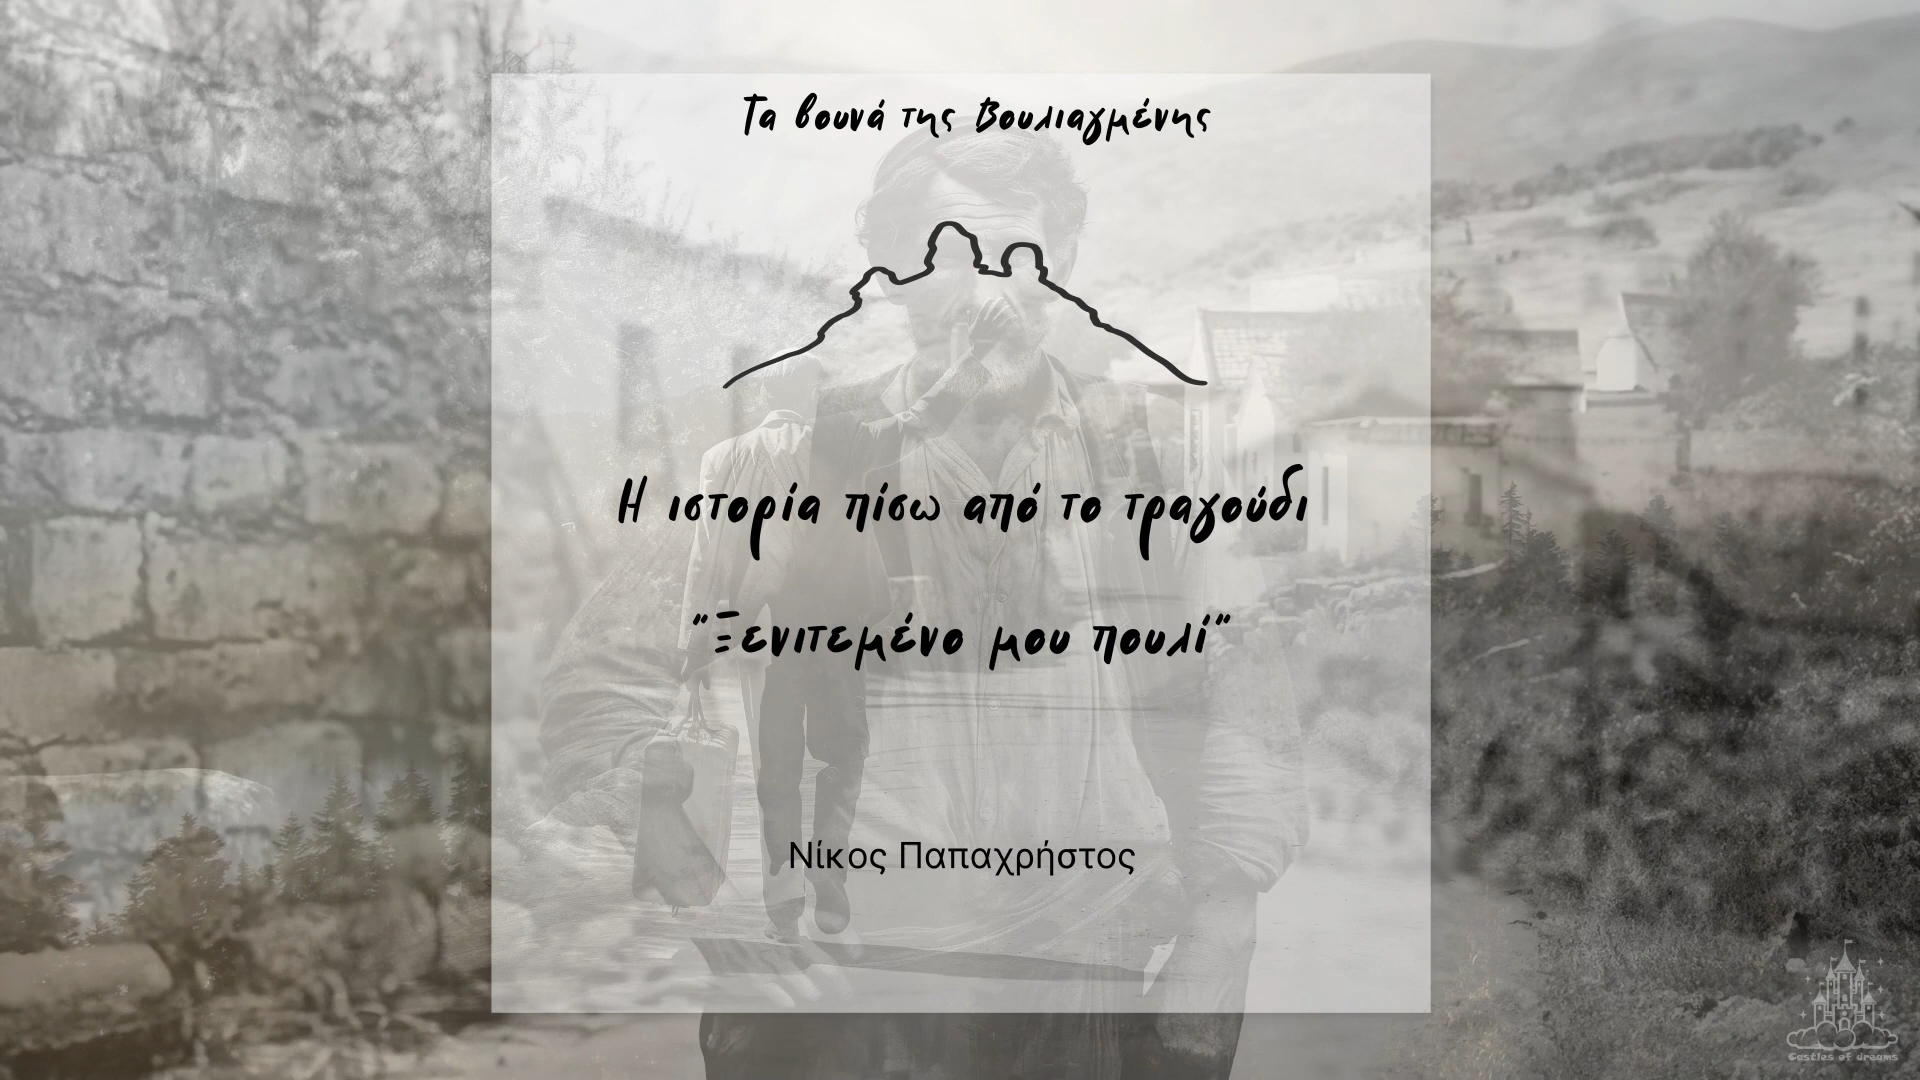 Τα βουνά της Βουλιαγμένης
Η ιστορία πίσω από το τραγούδι
"Ξενιτεμένο μου πουλί"
Νίκος Παπαχρήστος
Castles of dreams